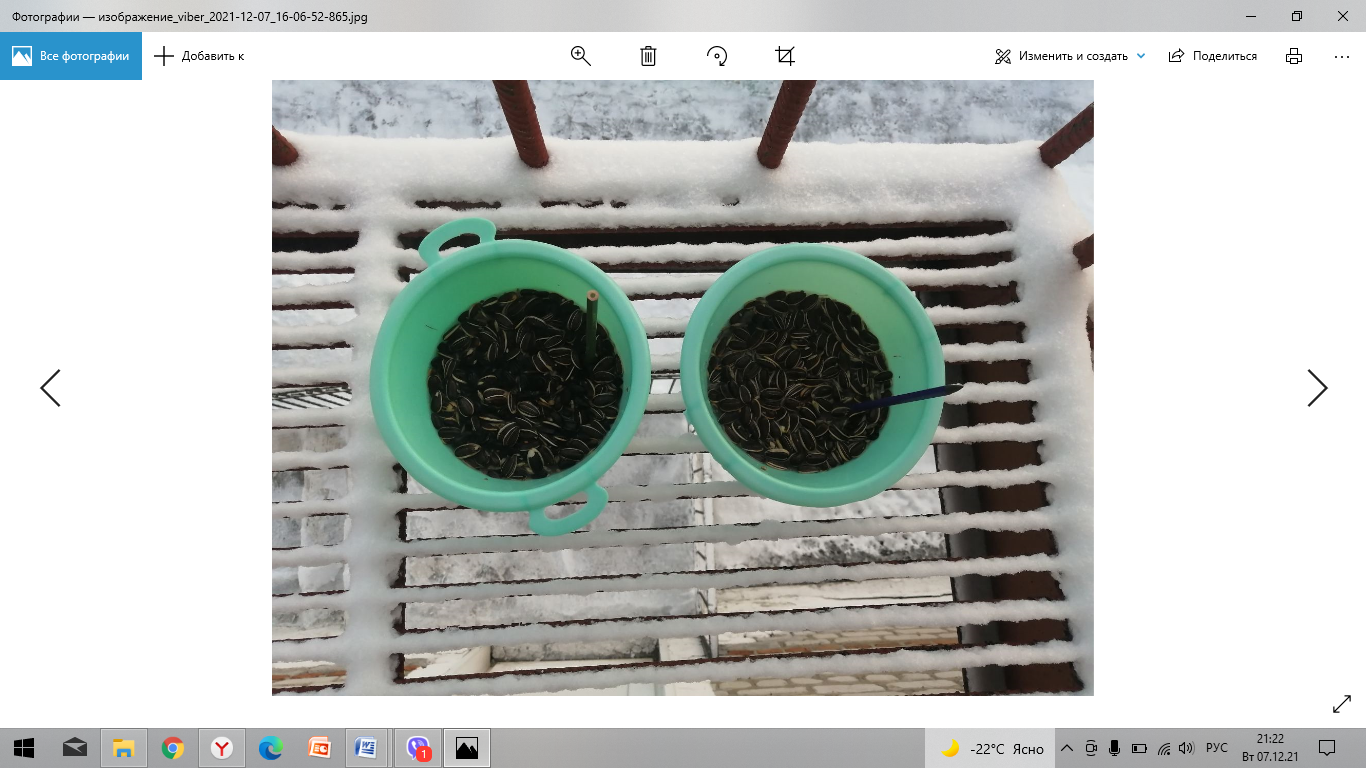 Фотографии — изображение_viber_2021-12-07_16-06-52-865.jpg
Все фотографии
Добавить к
Изменить и создать
Поделиться
1
-22°C Ясно
РУС
21:22
Вт 07.12.21